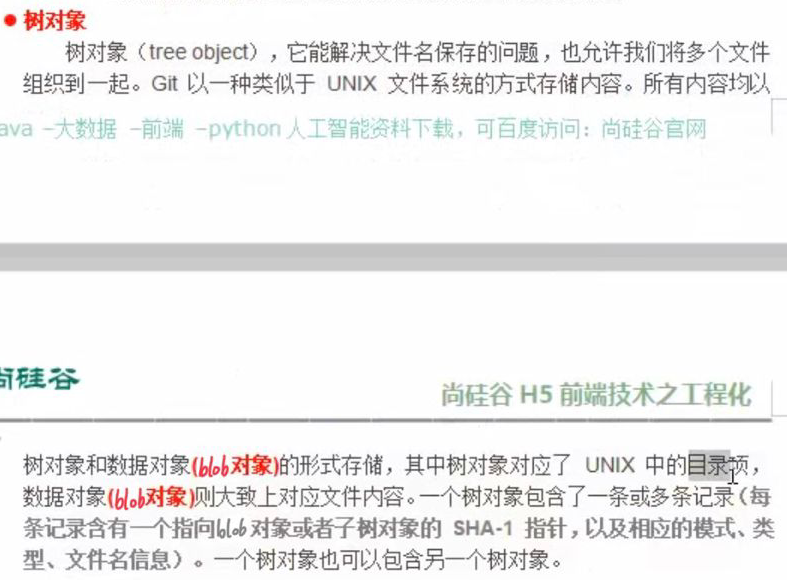 ● 树对象
树对象（tree object），它能解决文件名保存的问题，也允许我们将多个文件
组织到一起。Git 以一种类似于 UNIX 文件系统的方式存储内容。所有内容均以
ava –大数据 –前端 –python 人工智能资料下载，可百度访问：尚硅谷官网
尚硅谷
尚硅谷 H5 前端技术之工程化
树对象和数据对象(blob对象)的形式存储，其中树对象对应了 UNIX 中的目录项，
数据对象(blob对象)则大致上对应文件内容。一个树对象包含了一条或多条记录（每
条记录含有一个指向blob对象或者子树对象的 SHA-1 指针，以及相应的模式、类
型、文件名信息）。一个树对象也可以包含另一个树对象。